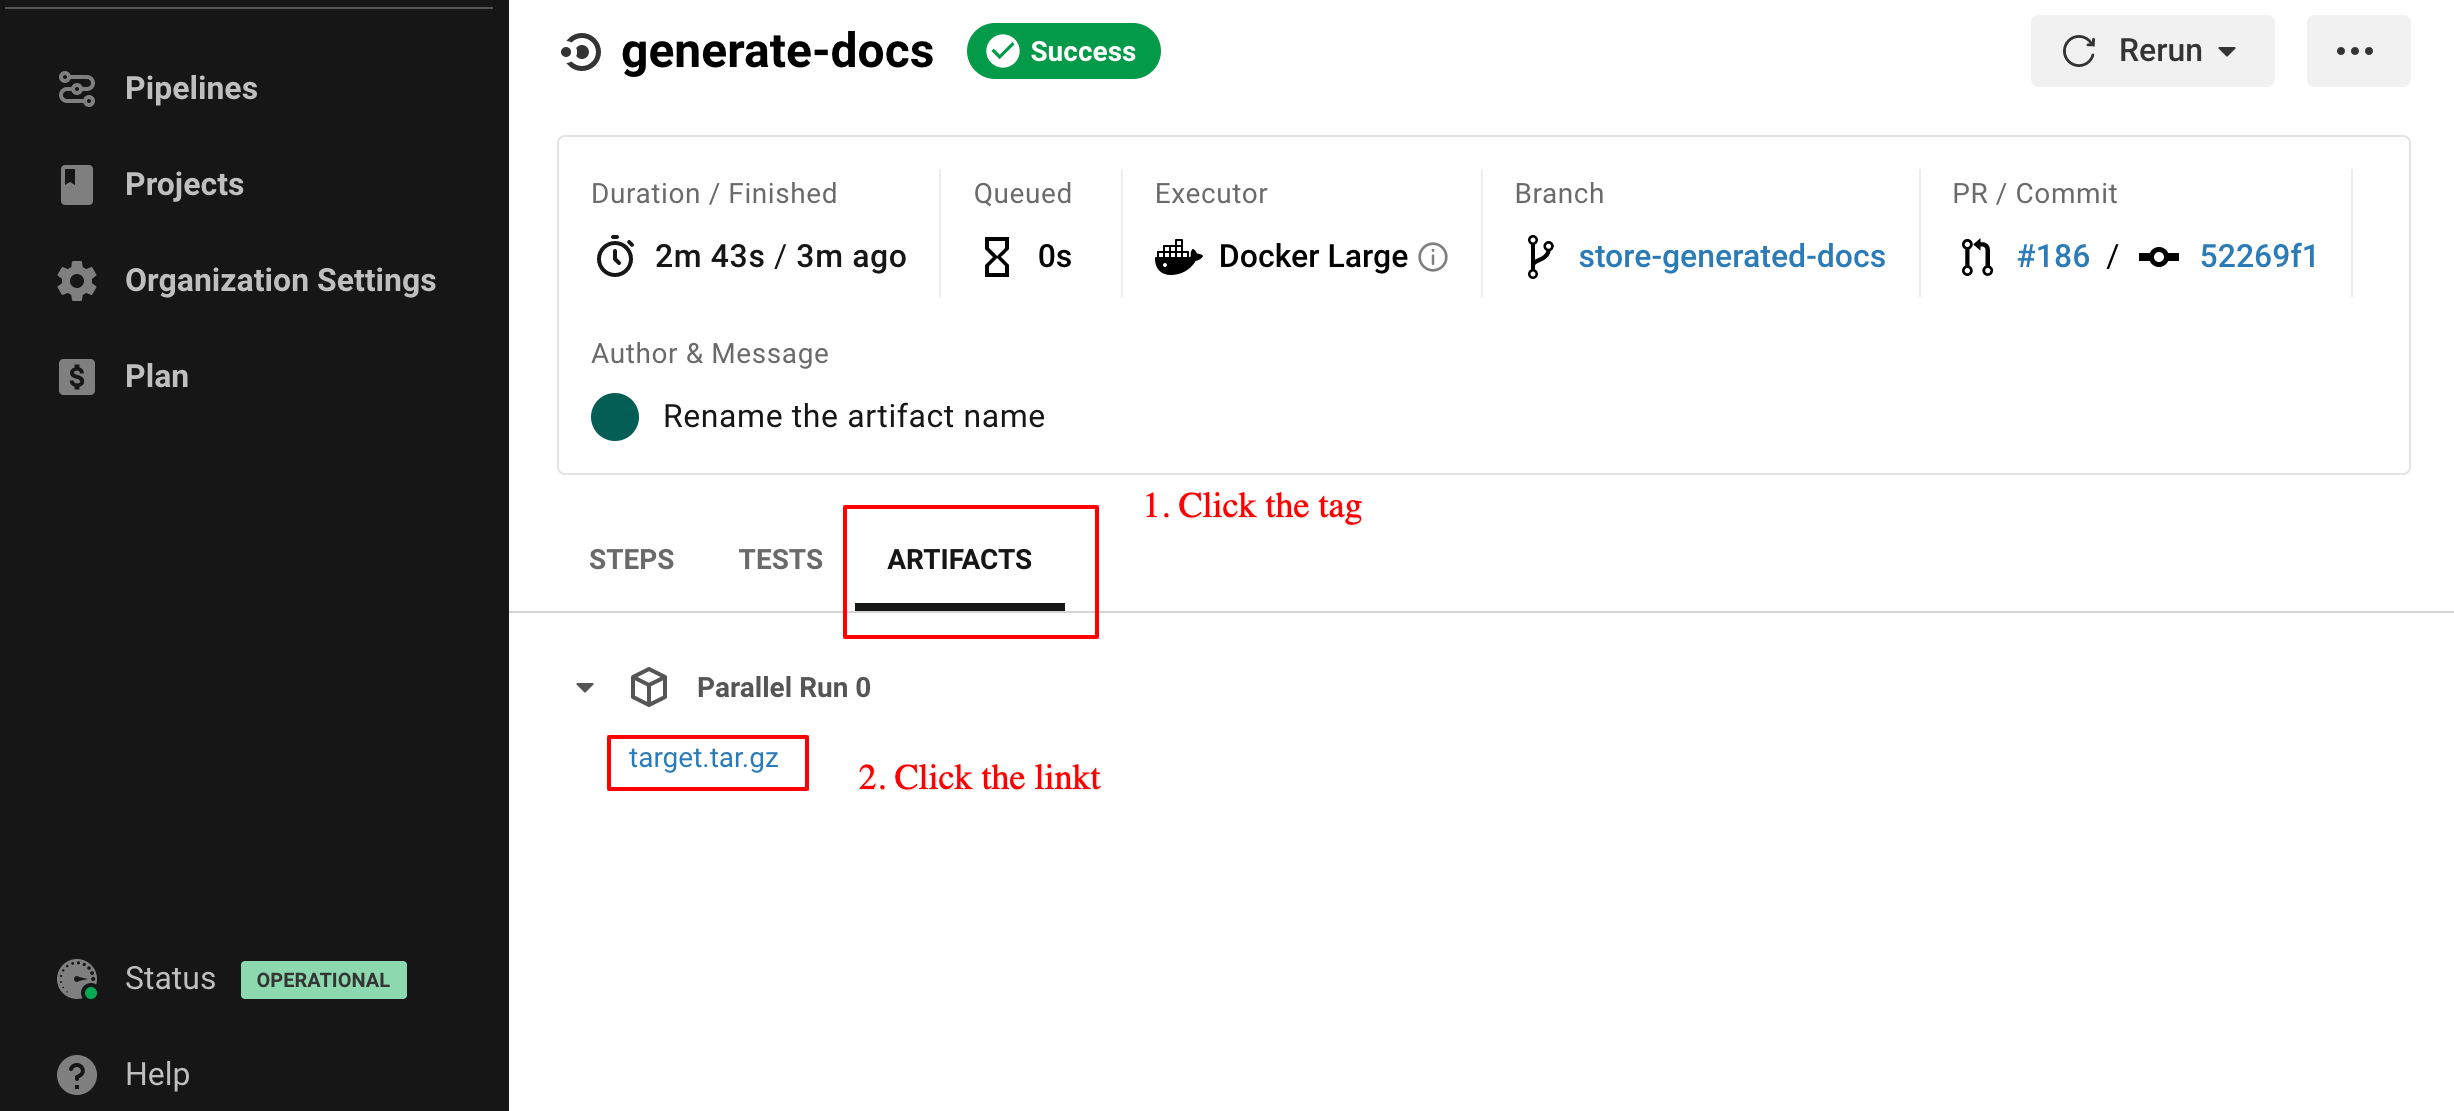 Pipelines
Projects
Organization Settings
Plan
Status OPERATIONAL
Help
generate-docs Success
Rerun
Duration / Finished Queued Executor Branch PR / Commit
2m 43s / 3m ago 0s Docker Large store-generated-docs #186 / 52269f1
Author & Message
Rename the artifact name
1. Click the tag
STEPS TESTS ARTIFACTS
Parallel Run 0
target.tar.gz
2. Click the linkt